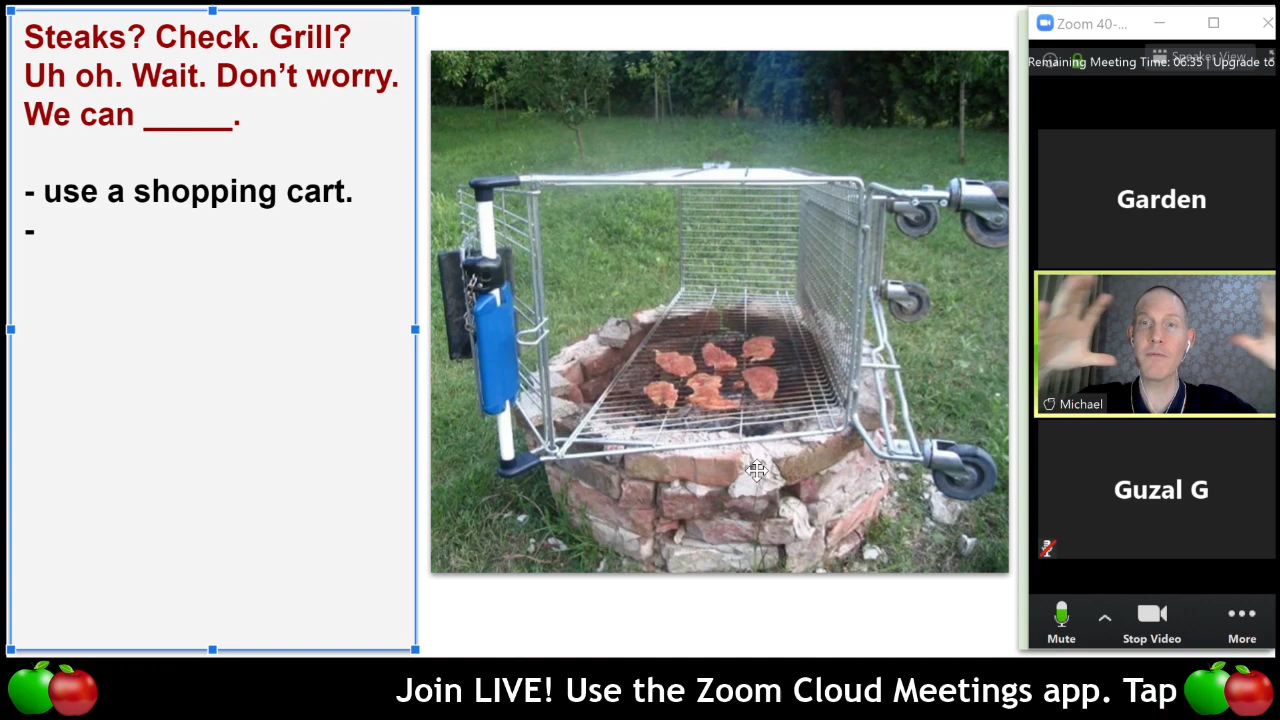 Steaks? Check. Grill?
Uh oh. Wait. Don’t worry.
We can _____.
- use a shopping cart.
-
Zoom 40-...
Speaker View
Remaining Meeting Time: 06:35 | Upgrade to
Garden
Michael
Guzal G
Mute
Stop Video
More
Join LIVE! Use the Zoom Cloud Meetings app. Tap